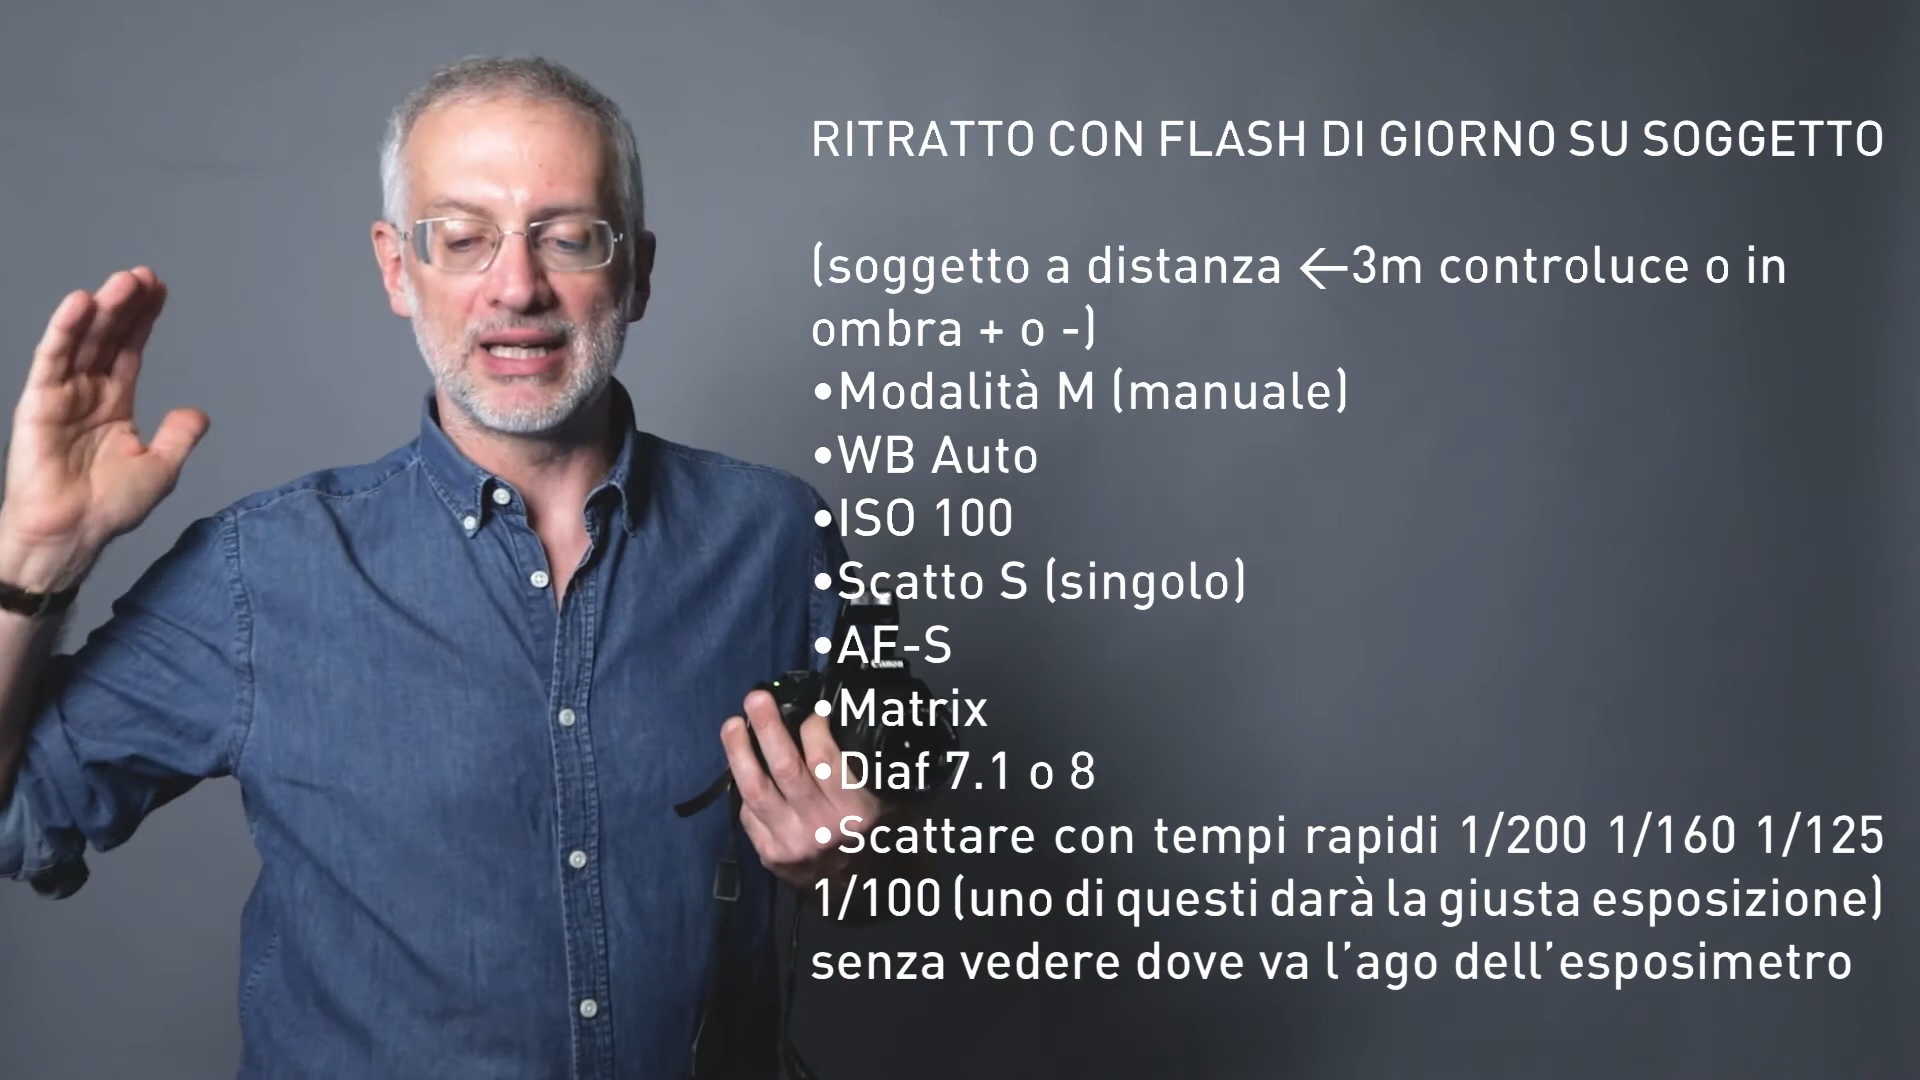 RITRATTO CON FLASH DI GIORNO SU SOGGETTO
(soggetto a distanza ←3m controluce o in
ombra + o -)
•Modalità M (manuale)
•WB Auto
•ISO 100
•Scatto S (singolo)
•AF-S
Canon
•Matrix
•Diaf 7.1 o 8
•Scattare con tempi rapidi 1/200 1/160 1/125
1/100 (uno di questi darà la giusta esposizione)
senza vedere dove va l’ago dell’esposimetro